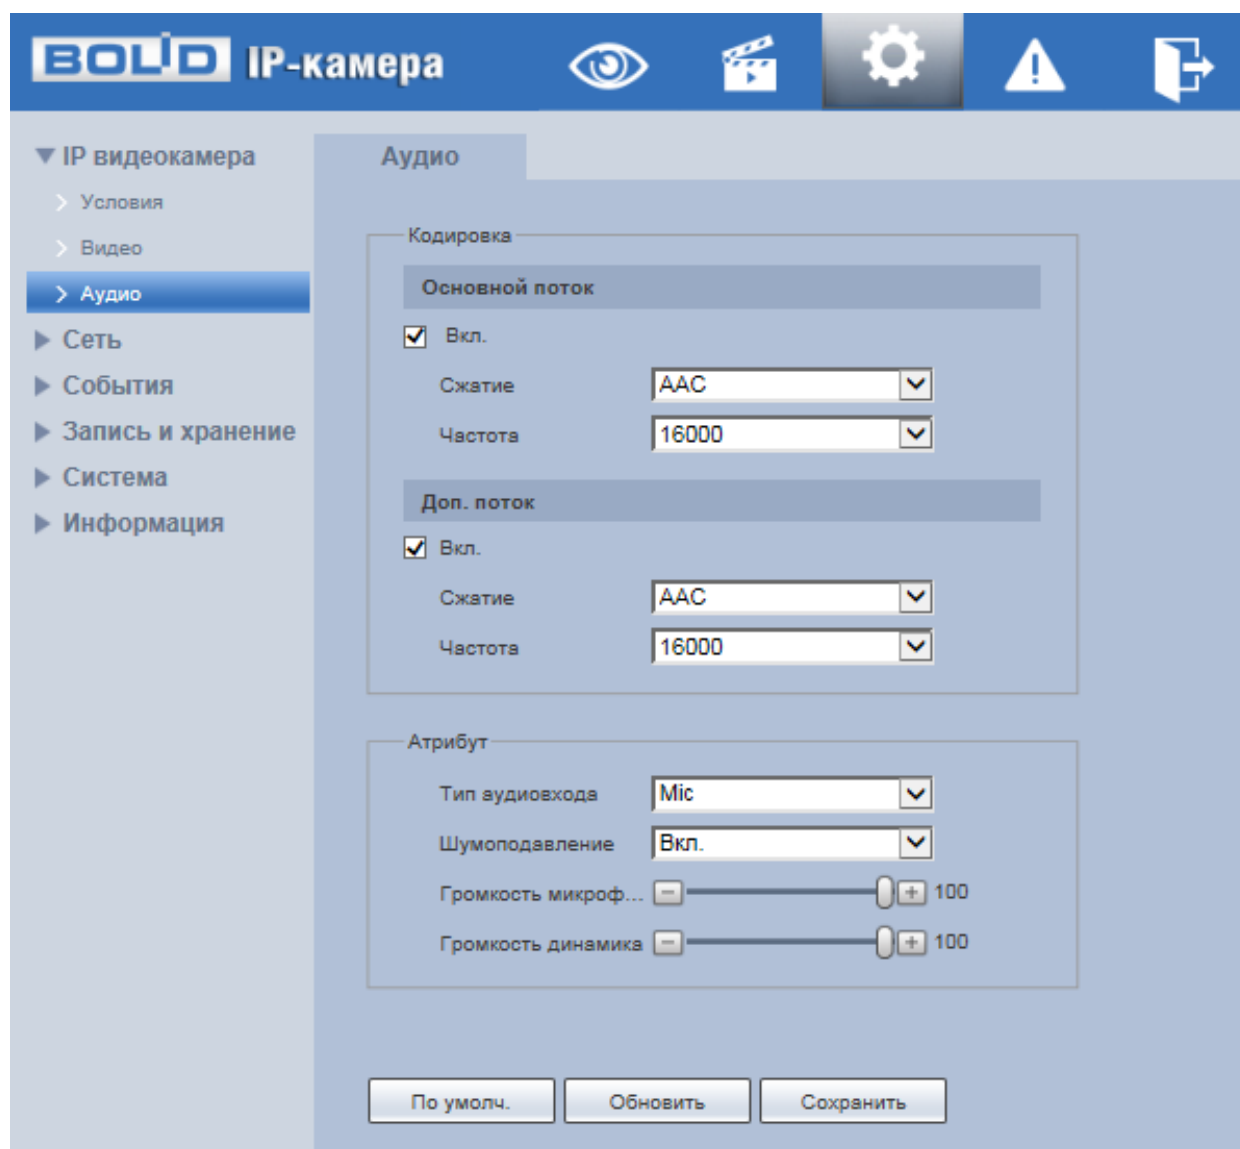 BOLID IP-камера
IP видеокамера
Условия
Видео
Аудио
Сеть
События
Запись и хранение
Система
Информация
Аудио
Кодировка
Основной поток
Вкл.
Сжатие AAC
Частота 16000
Доп. поток
Вкл.
Сжатие AAC
Частота 16000
Атрибут
Тип аудиовхода Mic
Шумоподавление Вкл.
Громкость микроф... 100
Громкость динамика 100
По умолч. Обновить Сохранить